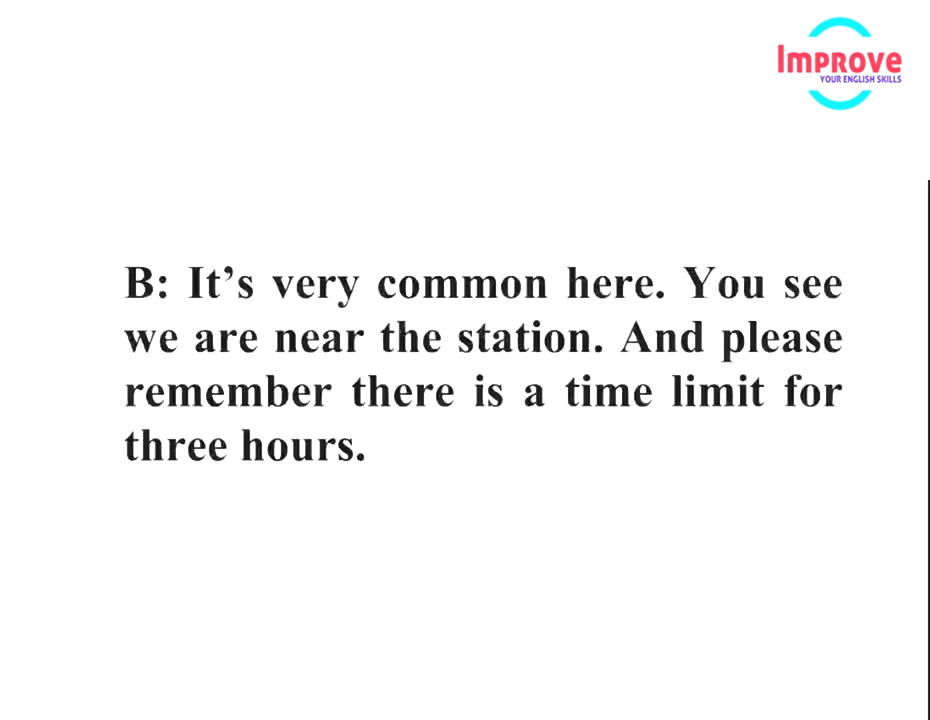 Improve
YOUR ENGLISH SKILLS
B: It’s very common here. You see
we are near the station. And please
remember there is a time limit for
three hours.